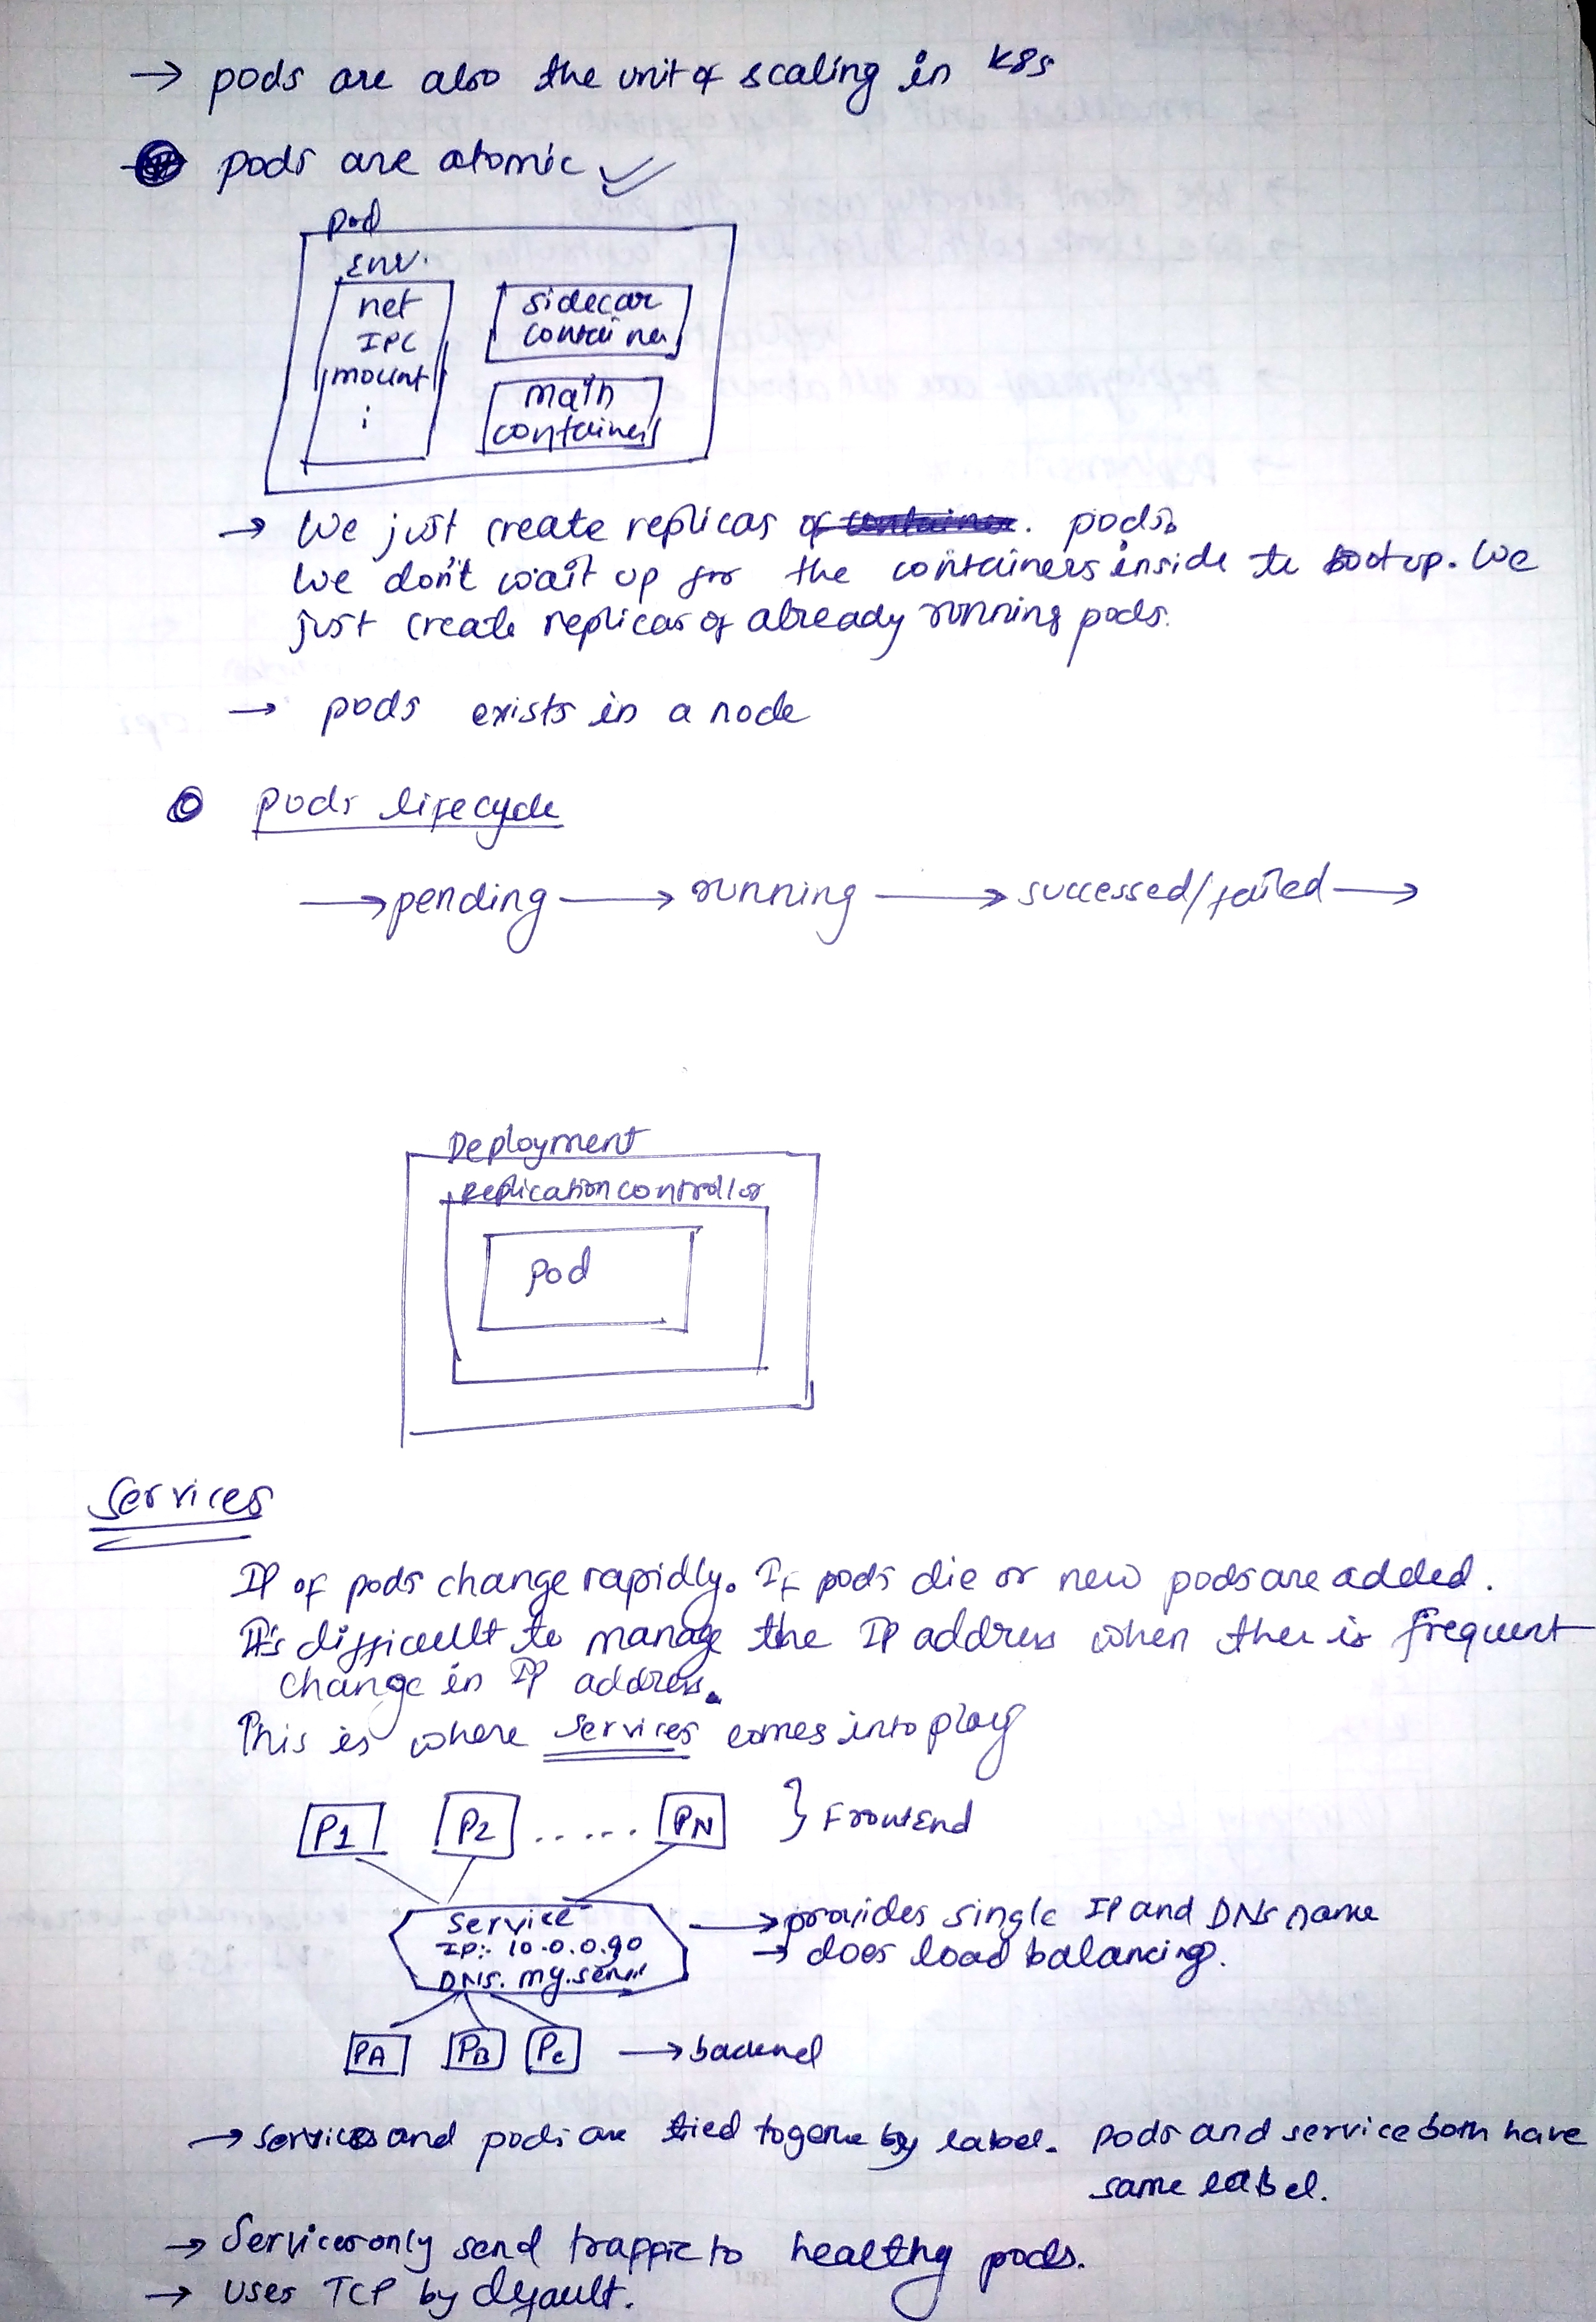 → pods are also the unit of scaling in K8s
pods are atomic
pod
Env.
net
IPC
mount
⋮
sidecar
container
main
container
→ We just create replicas of container. pods.
We don't wait up for the containers inside to bootup. We
just create replicas of already running pods.
→ pods exists in a node
pods lifecycle
→ pending → running → successed/failed →
Deployment
Replication controllor
pod
Services
IP of pods change rapidly. If pods die or new pods are added.
It's difficult to manage the IP address when ther is frequent
change in IP address.
This is where services comes into play
P1 P2 ...... PN } FrontEnd
Service
IP:- 10.0.0.90
DNS.
→ provides single IP and DNS name
→ does load balancing.
PA PB PC → backend
→ services and pods are tied together by label. pods and service both have
same label.
→ Services only send traffic to healthy pods.
→ Uses TCP by default.